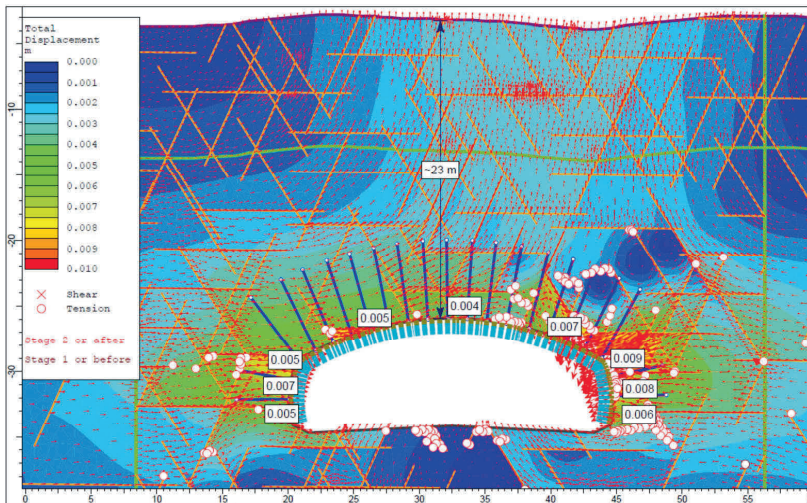 Total
Displacement
m
0.000
0.001
0.002
0.003
0.004
0.005
0.006
0.007
0.008
0.009
0.010
Shear
Tension
Stage 2 or after
Stage 1 or before
-10
-20
-30
~23 m
0.004
0.005
0.007
0.005
0.009
0.007
0.008
0.005
0.006
0 5 10 15 20 25 30 35 40 45 50 55